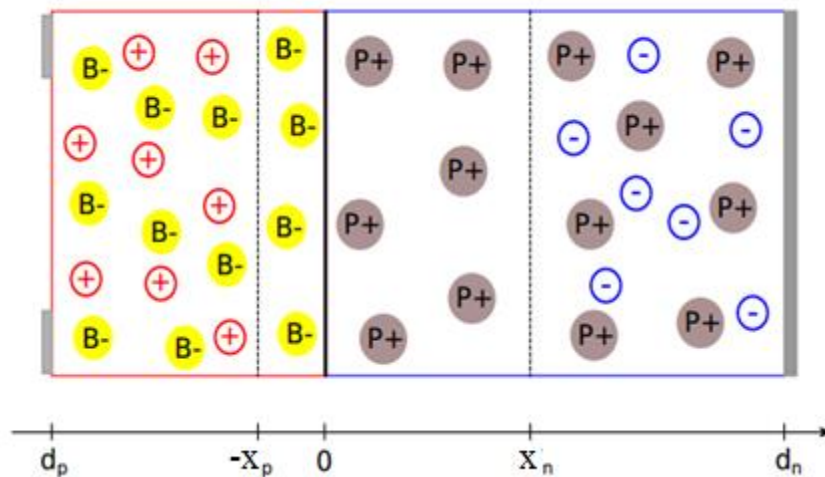 B- + + B- P+ P+ P+ - P+
B- B- B- - P+ -
+ + P+
B- B- + B- P+ P+ - - P+
+ + B- P+ - -
B- B- + B- P+ P+ P+
dp -xp 0 xn dn